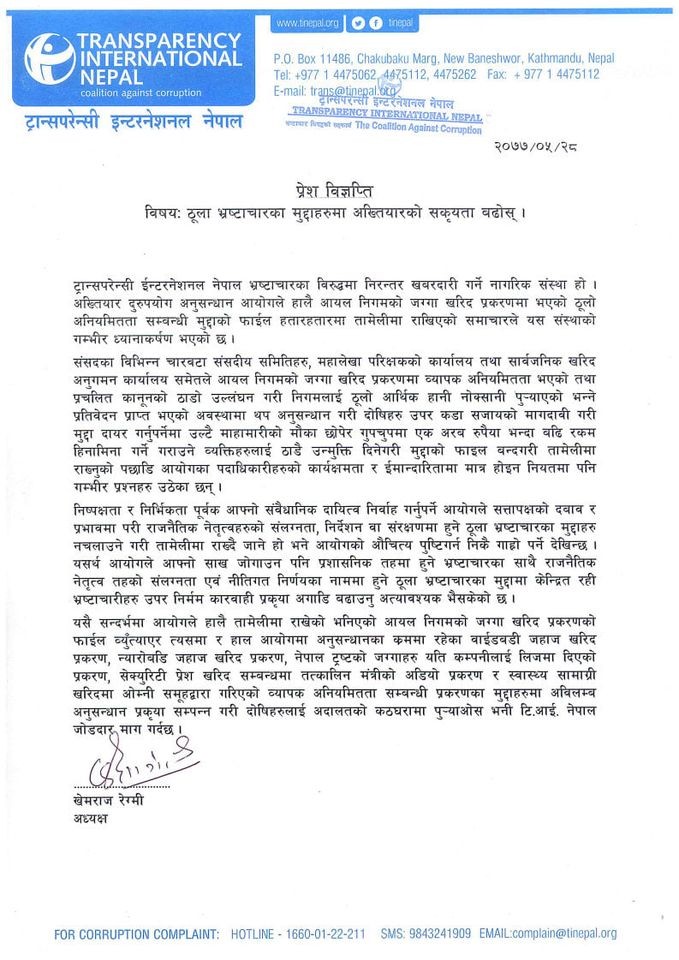 www.tinepal.org
tinepal
TRANSPARENCY
INTERNATIONAL
NEPAL
coalition against corruption
ट्रान्सपरेन्सी इन्टरनेशनल नेपाल
P.O. Box 11486, Chakubaku Marg, New Baneshwor, Kathmandu, Nepal
Tel: +977 1 4475062, 4475112, 4475262 Fax: + 977 1 4475112
E-mail: trans@tinepal.org
ट्रान्सपरेन्सी इन्टरनेशनल नेपाल
TRANSPARENCY INTERNATIONAL NEPAL
The Coalition Against Corruption
२०७७/०५/२८
प्रेश विज्ञप्ति
विषय: ठूला भ्रष्टाचारका मुद्दाहरुमा अख्तियारको सकृयता बढोस् ।
ट्रान्सपरेन्सी ईन्टरनेशनल नेपाल भ्रष्टाचारका विरुद्धमा निरन्तर खबरदारी गर्ने नागरिक संस्था हो ।
अख्तियार दुरुपयोग अनुसन्धान आयोगले हालै आयल निगमको जग्गा खरिद प्रकरणमा भएको ठूलो
अनियमितता सम्बन्धी मुद्दाको फाईल हतारहतारमा तामेलीमा राखिएको समाचारले यस संस्थाको
गम्भीर ध्यानाकर्षण भएको छ ।
संसदका विभिन्न चारवटा संसदीय समितिहरु, महालेखा परिक्षकको कार्यालय तथा सार्वजनिक खरिद
अनुगमन कार्यालय समेतले आयल निगमको जग्गा खरिद प्रकरणमा व्यापक अनियमितता भएको तथा
प्रचलित कानूनको ठाडो उल्लंघन गरी निगमलाई ठूलो आर्थिक हानी नोक्सानी पुऱ्याएको भन्ने
प्रतिवेदन प्राप्त भएको अवस्थामा थप अनुसन्धान गरी दोषिहरु उपर कडा सजायको मागदाबी गरी
मुद्दा दायर गर्नुपर्नेमा उल्टै माहामारीको मौका छोपेर गुपचुपमा एक अरब रुपैया भन्दा बढि रकम
हिनामिना गर्ने गराउने व्यक्तिहरुलाई ठाडै उन्मुक्ति दिनेगरी मुद्दाको फाईल बन्दगरी तामेलीमा
राख्नुको पछाडि आयोगका पदाधिकारीहरुको कार्यक्षमता र ईमान्दारितामा मात्र होइन नियतमा पनि
गम्भीर प्रश्नहरु उठेका छन् ।
निष्पक्षता र निर्भिकता पूर्वक आफ्नो संवैधानिक दायित्व निर्वाह गर्नुपर्ने आयोगले सत्तापक्षको दवाब र
प्रभावमा परी राजनैतिक नेतृत्वहरुको संलग्नता, निर्देशन वा संरक्षणमा हुने ठूला भ्रष्टाचारका मुद्दाहरु
नचलाउने गरी तामेलीमा राख्दै जाने हो भने आयोगको औचित्य पुष्टिगर्न निकै गाह्रो पर्ने देखिन्छ ।
यसर्थ आयोगले आफ्नो साख जोगाउन पनि प्रशासनिक तहमा हुने भ्रष्टाचारका साथै राजनैतिक
नेतृत्व तहको संलग्नता एवं नीतिगत निर्णयका नाममा हुने ठूला भ्रष्टाचारका मुद्दामा केन्द्रित रही
भ्रष्टाचारीहरु उपर निर्मम कारवाही प्रकृया अगाडि बढाउनु अत्यावश्यक भैसकेको छ ।
यसै सन्दर्भमा आयोगले हालै तामेलीमा राखेको भनिएको आयल निगमको जग्गा खरिद प्रकरणको
फाईल ब्युँत्याएर त्यसमा र हाल आयोगमा अनुसन्धानका क्रममा रहेका वाईडवडी जहाज खरिद
प्रकरण, न्यारोबडि जहाज खरिद प्रकरण, नेपाल ट्रष्टको जग्गाहरु यति कम्पनीलाई लिजमा दिएको
प्रकरण, सेक्युरिटी प्रेश खरिद सम्बन्धमा तत्कालिन मंत्रीको अडियो प्रकरण र स्वास्थ्य सामाग्री
खरिदमा ओम्नी समूहद्वारा गरिएको व्यापक अनियमितता सम्बन्धी प्रकरणका मुद्दाहरुमा अविलम्ब
अनुसन्धान प्रकृया सम्पन्न गरी दोषिहरुलाई अदालतको कठघरामा पुऱ्याओस भनी टि.आई. नेपाल
जोडदार माग गर्दछ ।
खेमराज रेग्मी
अध्यक्ष
FOR CORRUPTION COMPLAINT: HOTLINE - 1660-01-22-211 SMS: 9843241909 EMAIL:complain@tinepal.org